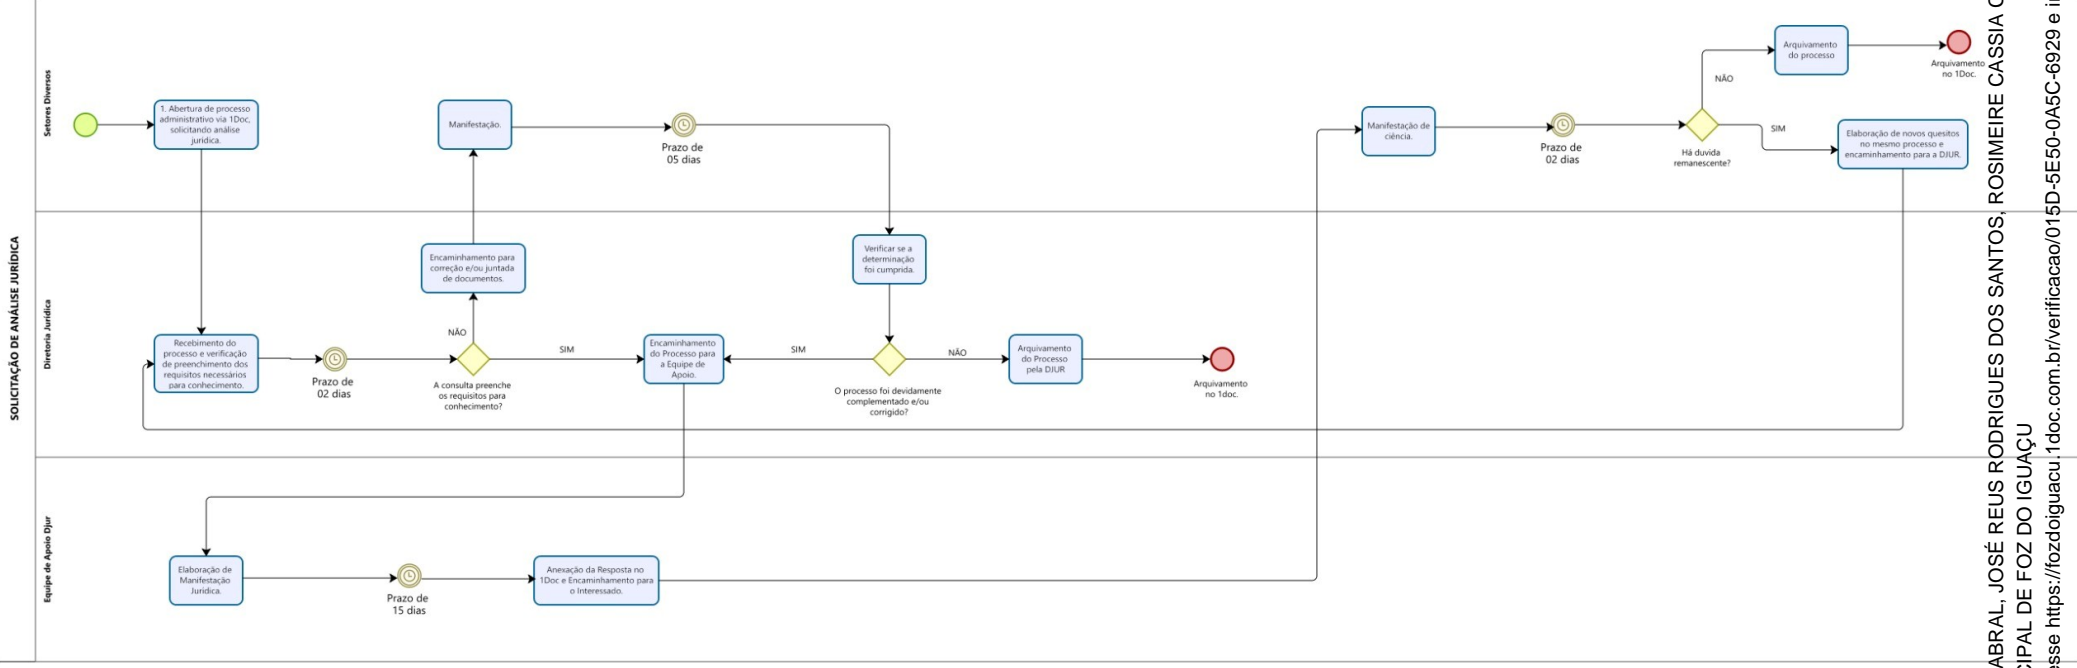 SOLICITAÇÃO DE ANÁLISE JURÍDICA
Setores Diversos
1. Abertura de processo
administrativo via 1Doc,
solicitando análise
jurídica.
Manifestação.
Prazo de
05 dias
Manifestação de
ciência.
Prazo de
02 dias
Há duvida
remanescente?
NÃO
Arquivamento
do processo
Arquivamento
no 1Doc.
SIM
Elaboração de novos quesitos
no mesmo processo e
encaminhamento para a DJUR.
Diretoria Jurídica
Recebimento do
processo e verificação
de preenchimento dos
requisitos necessários
para conhecimento.
Prazo de
02 dias
A consulta preenche
os requisitos para
conhecimento?
NÃO
Encaminhamento para
correção e/ou juntada
de documentos.
SIM
Encaminhamento
do Processo para
a Equipe de
Apoio.
Verificar se a
determinação
foi cumprida.
SIM
O processo foi devidamente
complementado e/ou
corrigido?
NÃO
Arquivamento
do Processo
pela DJUR
Arquivamento
no 1doc.
Equipe de Apoio Djur
Elaboração de
Manifestação
Jurídica.
Prazo de
15 dias
Anexação da Resposta no
1Doc e Encaminhamento para
o Interessado.
ABRAL, JOSÉ REUS RODRIGUES DOS SANTOS, ROSIMEIRE CASSIA
CIPAL DE FOZ DO IGUAÇU
esse https://fozdoiguacu.1doc.com.br/verificacao/015D-5E50-0A5C-6929 e